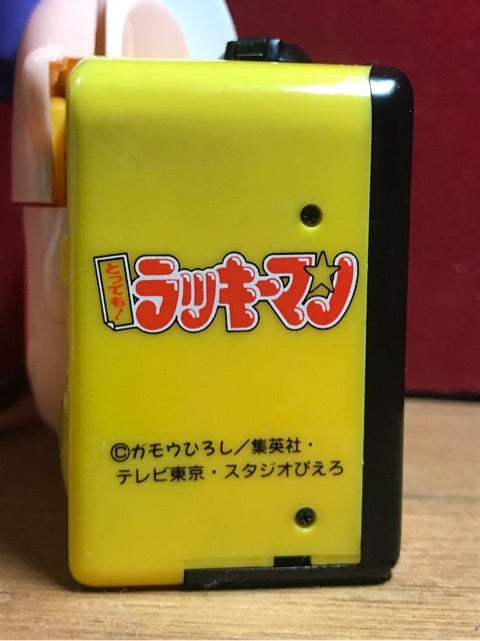 とっても!
ラッキーマン
©ガモウひろし／集英社・
テレビ東京・スタジオぴえろ